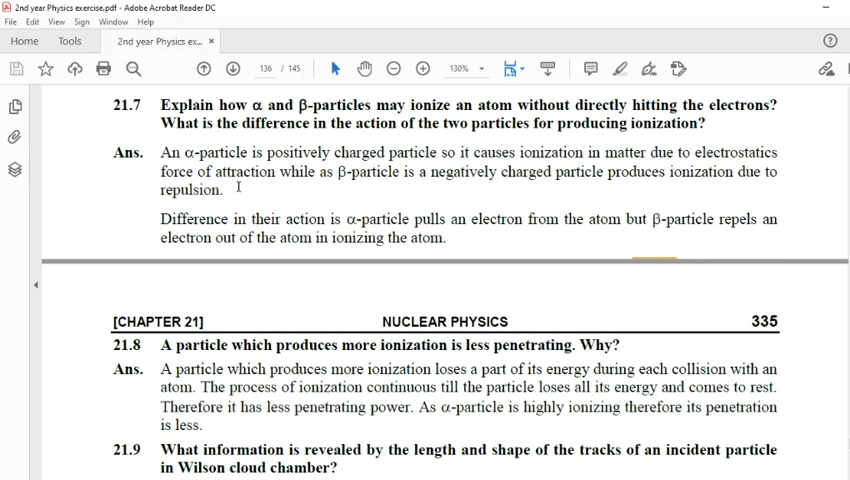 2nd year Physics exercise.pdf - Adobe Acrobat Reader DC
File Edit View Sign Window Help
Home Tools 2nd year Physics ex... ×
136 / 145 130%
21.7 Explain how α and β-particles may ionize an atom without directly hitting the electrons?
What is the difference in the action of the two particles for producing ionization?
Ans. An α-particle is positively charged particle so it causes ionization in matter due to electrostatics
force of attraction while as β-particle is a negatively charged particle produces ionization due to
repulsion.
Difference in their action is α-particle pulls an electron from the atom but β-particle repels an
electron out of the atom in ionizing the atom.
[CHAPTER 21] NUCLEAR PHYSICS 335
21.8 A particle which produces more ionization is less penetrating. Why?
Ans. A particle which produces more ionization loses a part of its energy during each collision with an
atom. The process of ionization continuous till the particle loses all its energy and comes to rest.
Therefore it has less penetrating power. As α-particle is highly ionizing therefore its penetration
is less.
21.9 What information is revealed by the length and shape of the tracks of an incident particle
in Wilson cloud chamber?